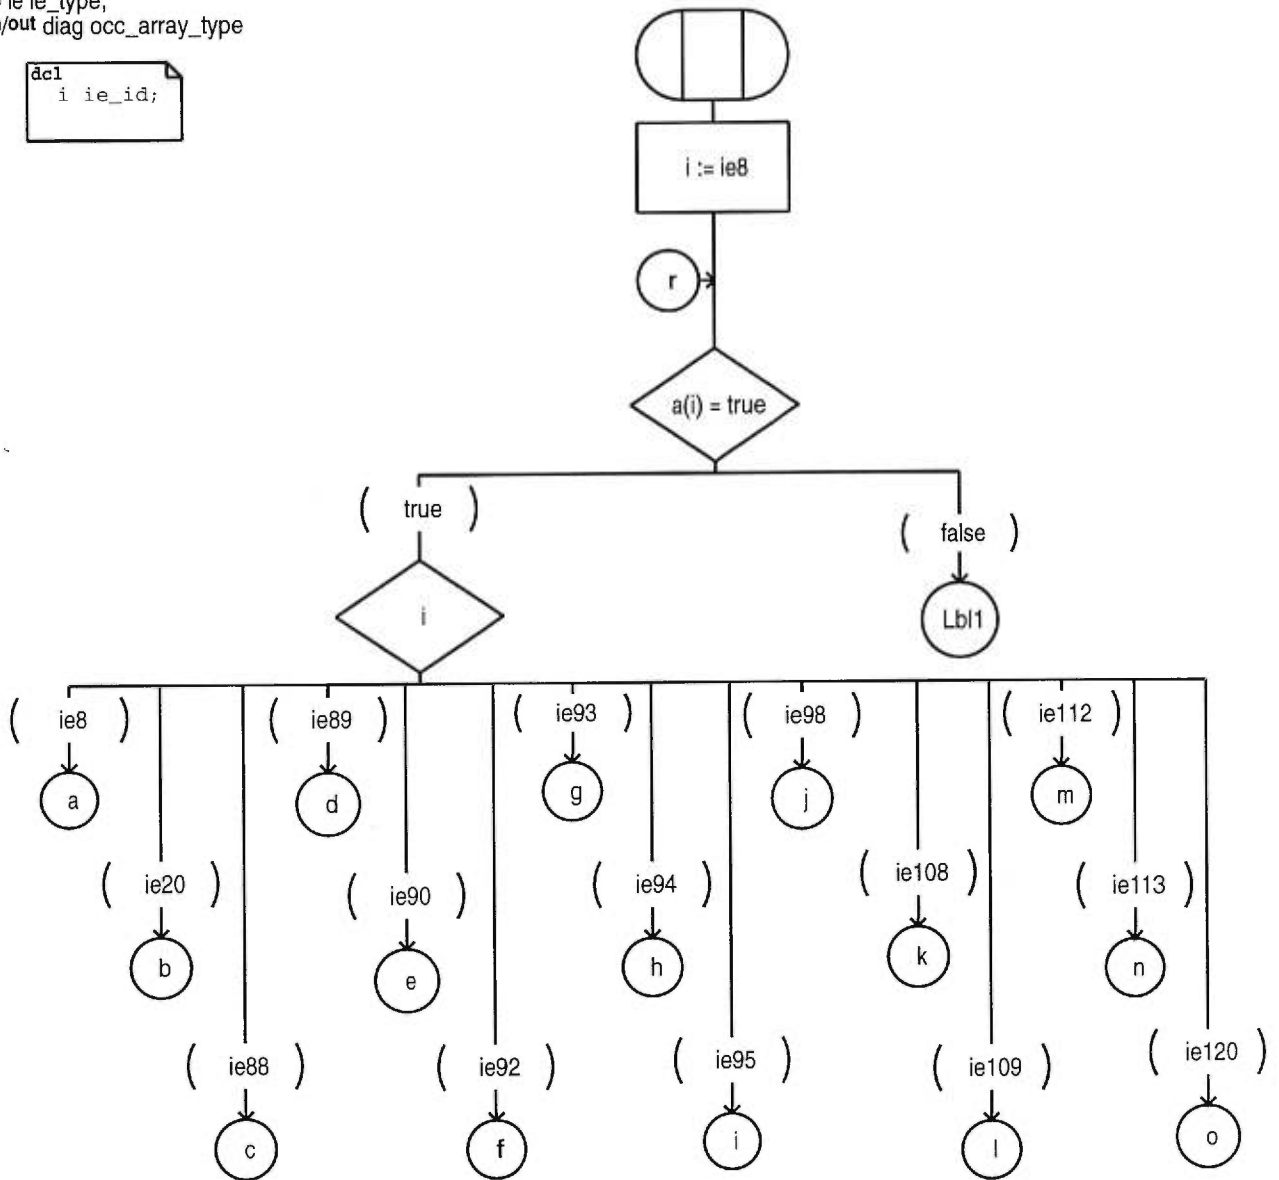 ie ie_type;
/out diag occ_array_type
dcl
i ie_id;
i := ie8
r
a(i) = true
( true )
( false )
i
Lbl1
( ie8 )
( ie89 )
( ie93 )
( ie98 )
( ie112 )
a
d
g
j
m
( ie20 )
( ie90 )
( ie94 )
( ie108 )
( ie113 )
b
e
h
k
n
( ie88 )
( ie92 )
( ie95 )
( ie109 )
( ie120 )
c
f
i
l
o